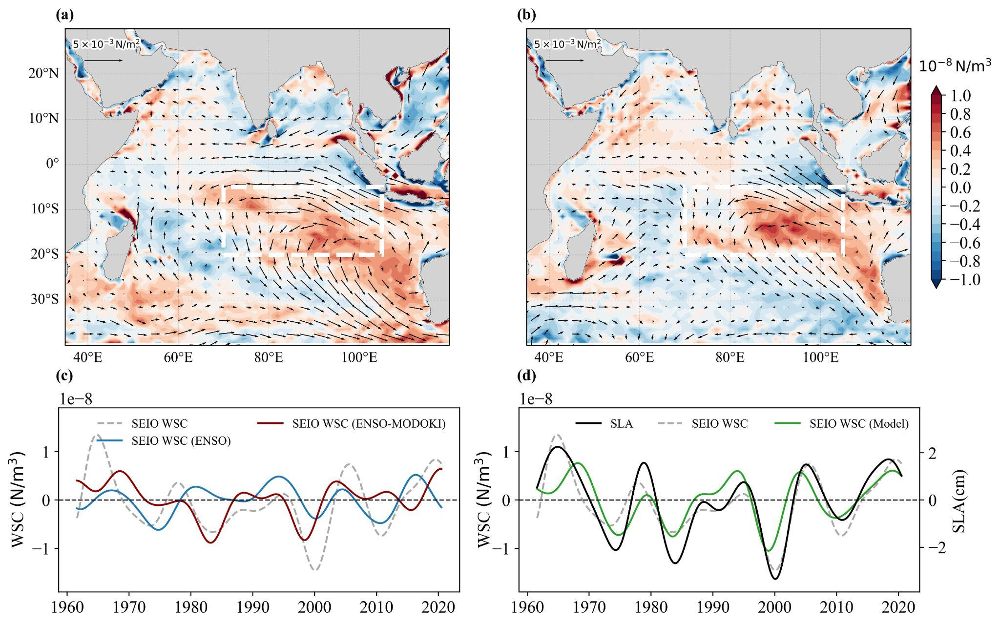 (a) (b)
5×10⁻³ N/m² 5×10⁻³ N/m²
10⁻⁸ N/m³
20°N
10°N
0°
10°S
20°S
30°S
1.0
0.8
0.6
0.4
0.2
0.0
−0.2
−0.4
−0.6
−0.8
−1.0
40°E 60°E 80°E 100°E 40°E 60°E 80°E 100°E
(c)
1e−8
SEIO WSC SEIO WSC (ENSO-MODOKI)
SEIO WSC (ENSO)
WSC (N/m³)
1
0
−1
1960 1970 1980 1990 2000 2010 2020
(d)
1e−8
SLA SEIO WSC SEIO WSC (Model)
WSC (N/m³)
1
0
−1
2
0
−2
SLA(cm)
1960 1970 1980 1990 2000 2010 2020